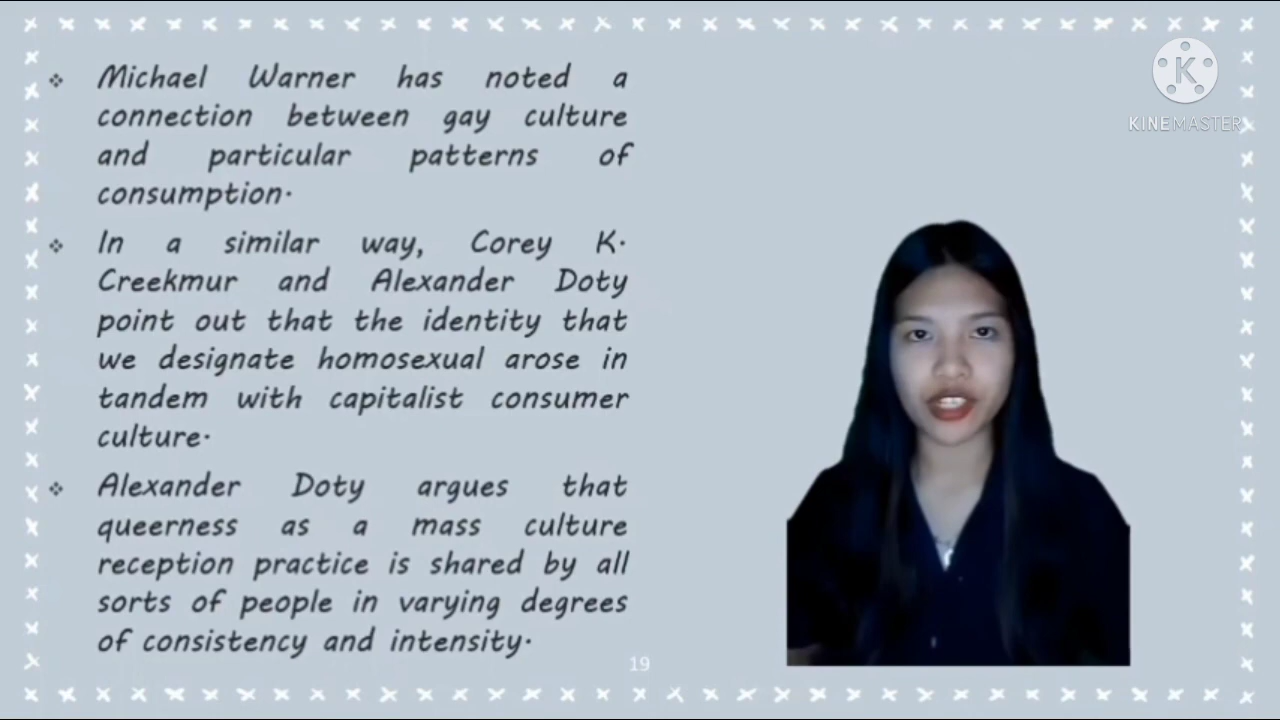 Michael Warner has noted a
connection between gay culture
and particular patterns of
consumption.
In a similar way, Corey K.
Creekmur and Alexander Doty
point out that the identity that
we designate homosexual arose in
tandem with capitalist consumer
culture.
Alexander Doty argues that
queerness as a mass culture
reception practice is shared by all
sorts of people in varying degrees
of consistency and intensity.
19
K
KINEMASTER